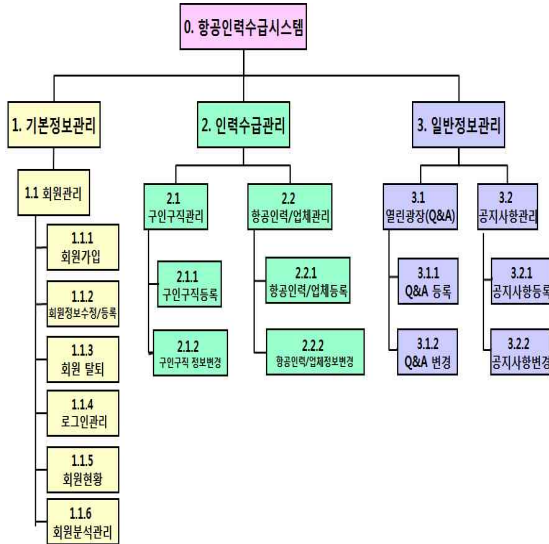 0. 항공인력수급시스템
1. 기본정보관리
2. 인력수급관리
3. 일반정보관리
1.1 회원관리
1.1.1
회원가입
1.1.2
회원정보수정/등록
1.1.3
회원 탈퇴
1.1.4
로그인관리
1.1.5
회원현황
1.1.6
회원분석관리
2.1
구인구직관리
2.1.1
구인구직등록
2.1.2
구인구직 정보변경
2.2
항공인력/업체관리
2.2.1
항공인력/업체등록
2.2.2
항공인력/업체정보변경
3.1
열린광장(Q&A)
3.1.1
Q&A 등록
3.1.2
Q&A 변경
3.2
공지사항관리
3.2.1
공지사항등록
3.2.2
공지사항변경